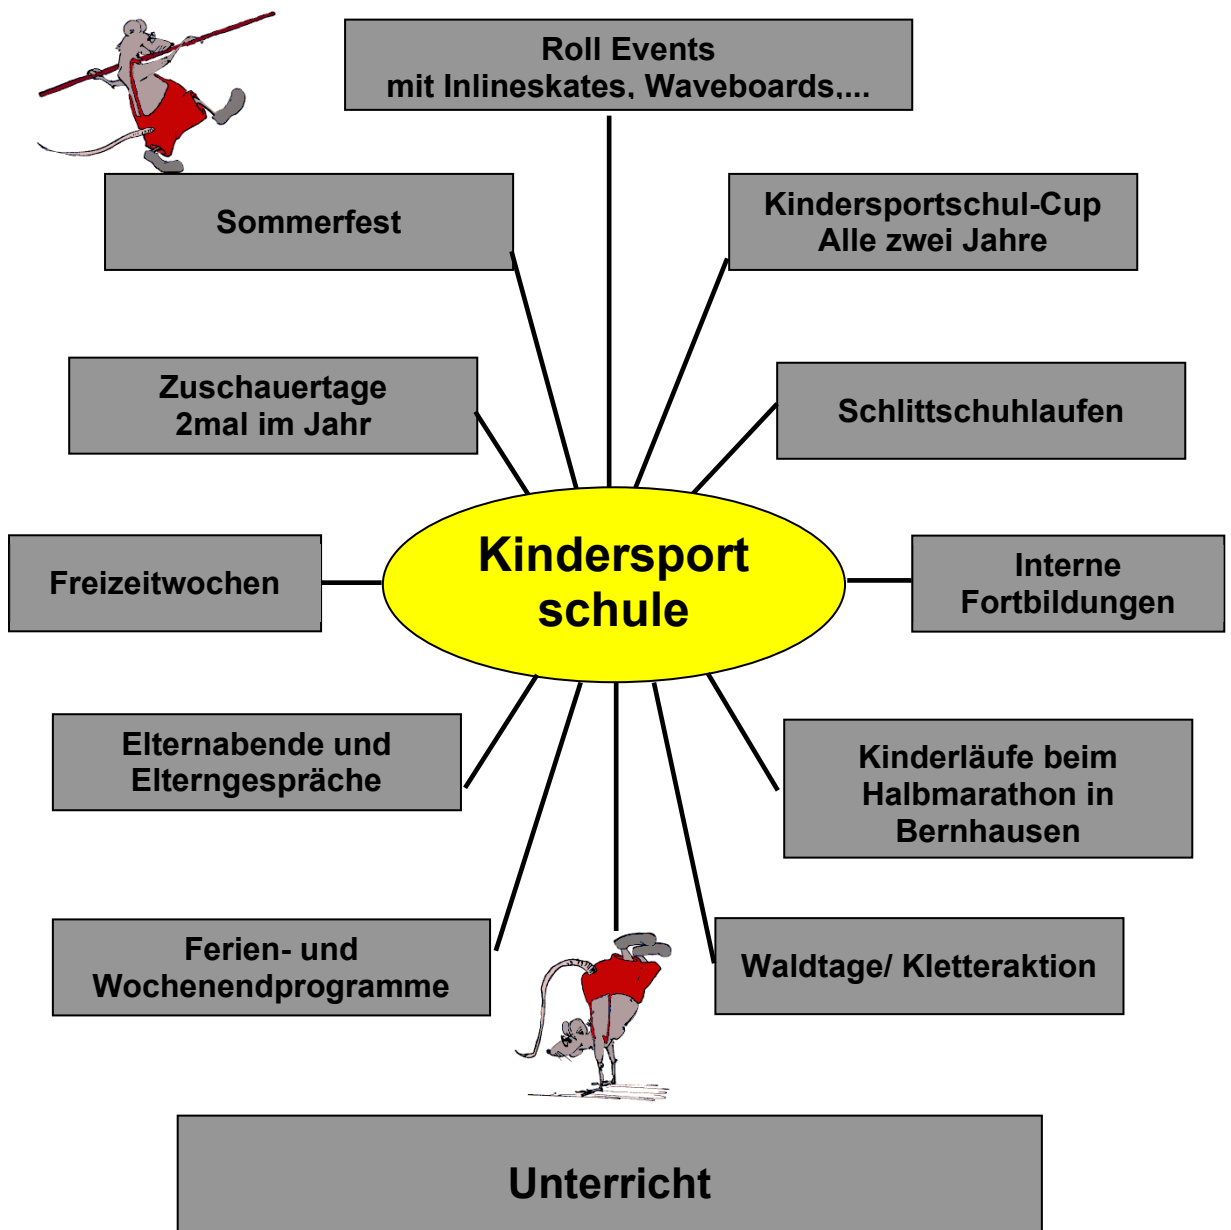 Roll Events
mit Inlineskates, Waveboards,...
Sommerfest
Kindersportschul-Cup
Alle zwei Jahre
Zuschauertage
2mal im Jahr
Schlittschuhlaufen
Freizeitwochen
Kindersport
schule
Interne
Fortbildungen
Elternabende und
Elterngespräche
Kinderläufe beim
Halbmarathon in
Bernhausen
Ferien- und
Wochenendprogramme
Waldtage/ Kletteraktion
Unterricht